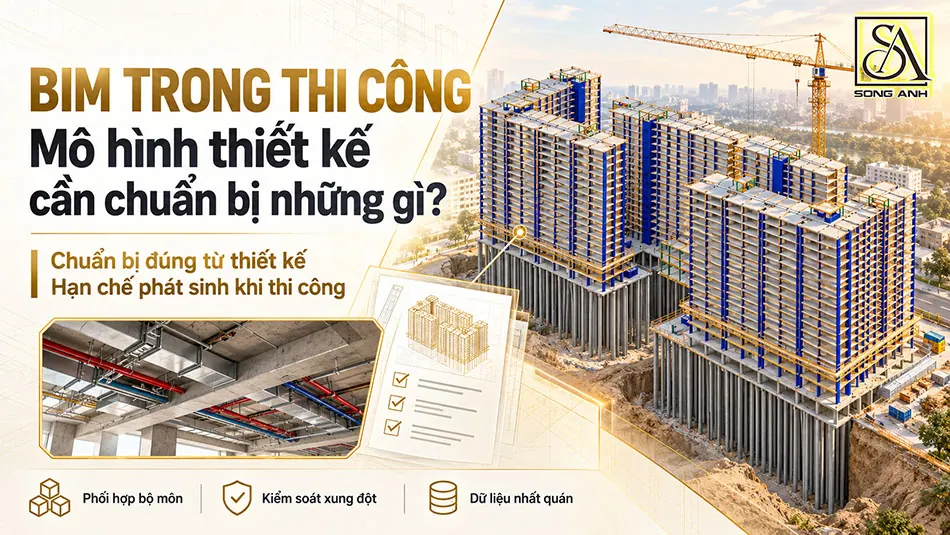 BIM TRONG THI CÔNG
Mô hình thiết kế
cần chuẩn bị những gì?
Chuẩn bị đúng từ thiết kế
Hạn chế phát sinh khi thi công
Phối hợp bộ môn
Kiểm soát xung đột
Dữ liệu nhất quán
SA
SONG ANH